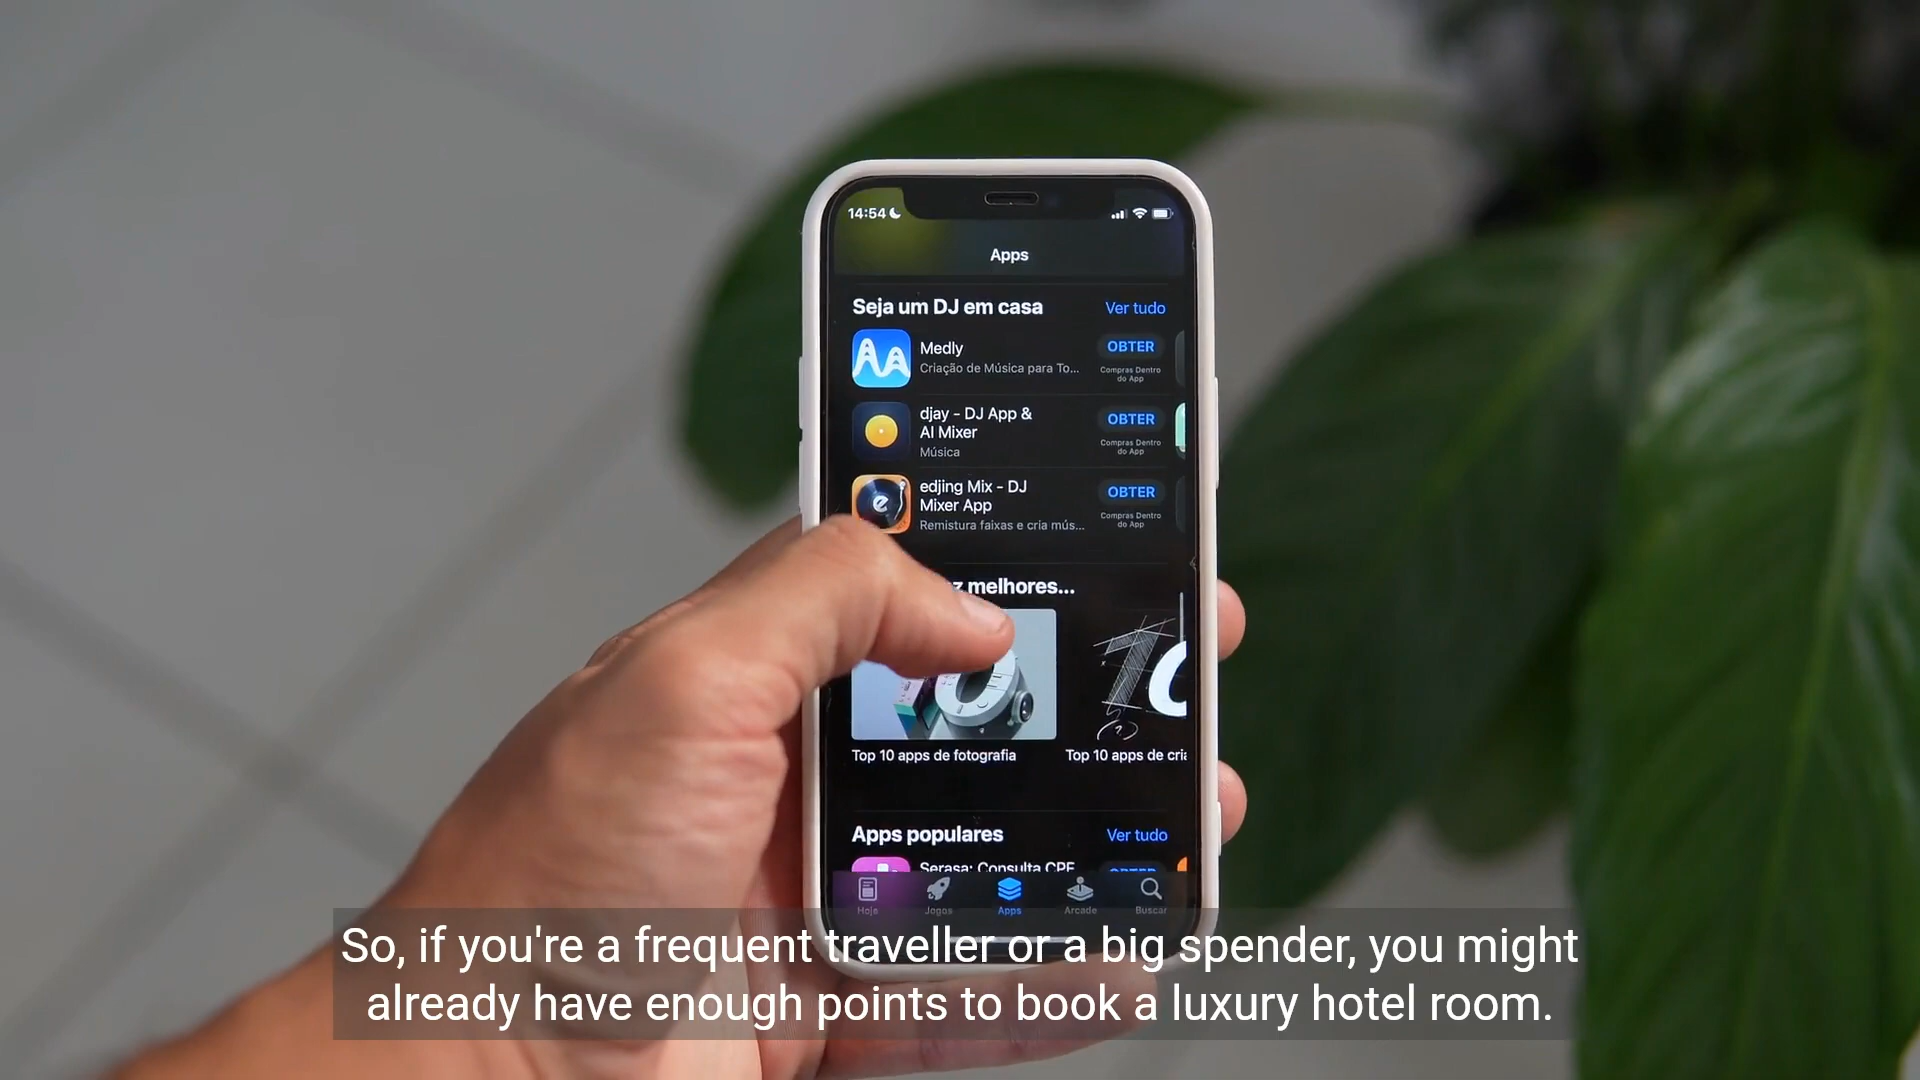 14:54
Apps
Seja um DJ em casa
Ver tudo
Medly
Criação de Música para To...
OBTER
Compras Dentro
do App
djay - DJ App &
AI Mixer
Música
OBTER
Compras Dentro
do App
edjing Mix - DJ
Mixer App
Remistura faixas e cria mús...
OBTER
Compras Dentro
do App
melhores...
Top 10 apps de fotografia
Top 10 apps de
Apps populares
Ver tudo
Serasa: Consulta CPF
OBTER
Hoje
Jogos
Apps
Arcade
Buscar
So, if you're a frequent traveller or a big spender, you might
already have enough points to book a luxury hotel room.